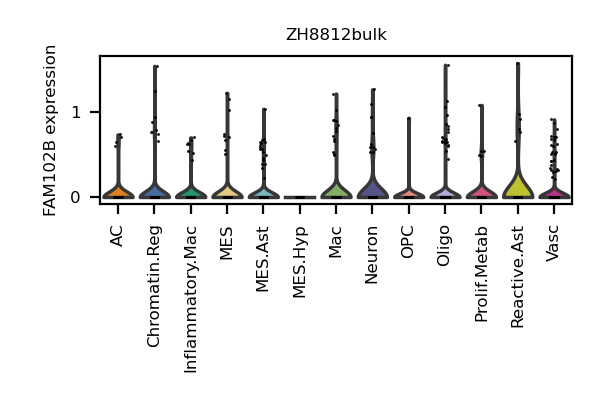 ZH8812bulk
FAM102B expression
1
0
AC
Chromatin.Reg
Inflammatory.Mac
MES
MES.Ast
MES.Hyp
Mac
Neuron
OPC
Oligo
Prolif.Metab
Reactive.Ast
Vasc